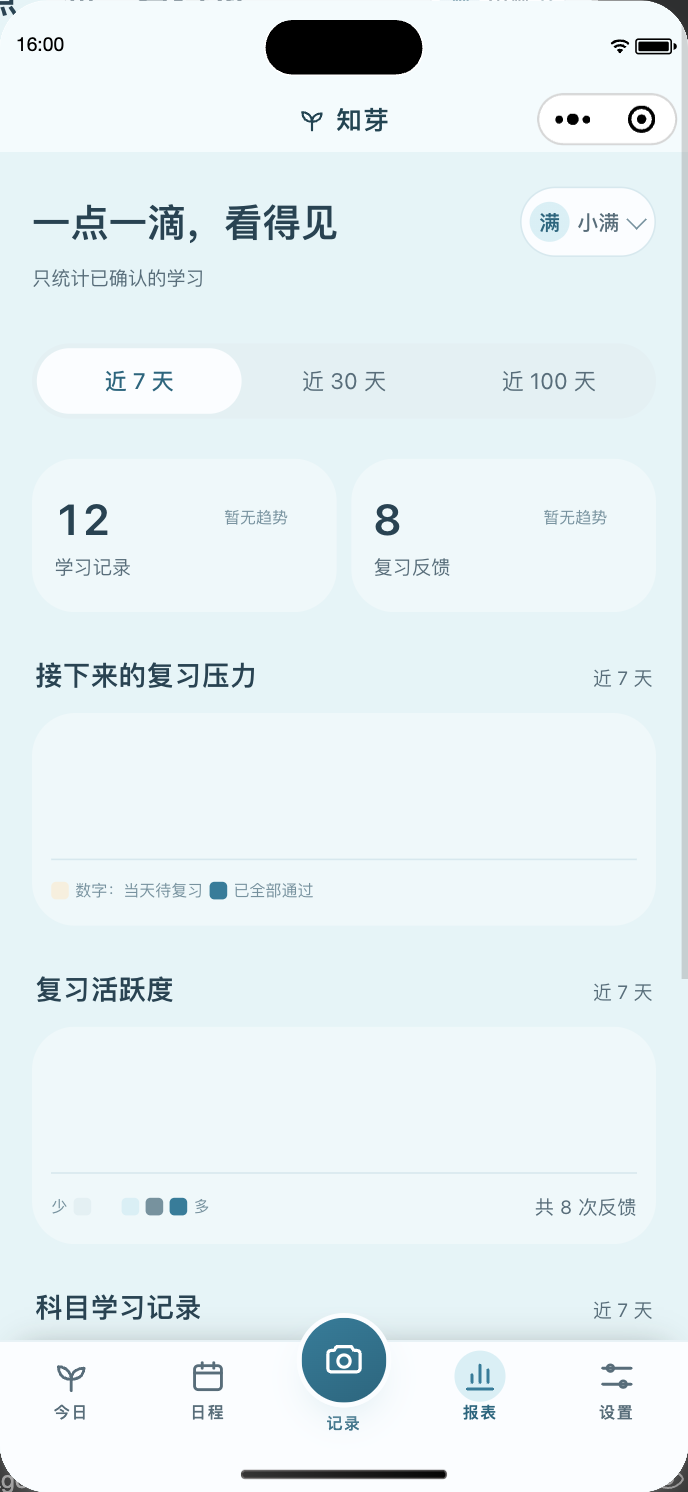 16:00
知芽
一点一滴，看得见
满 小满
只统计已确认的学习
近 7 天 近 30 天 近 100 天
12 暂无趋势 8 暂无趋势
学习记录 复习反馈
接下来的复习压力 近 7 天
数字：当天待复习 已全部通过
复习活跃度 近 7 天
少 多 共 8 次反馈
科目学习记录 近 7 天
今日 日程 记录 报表 设置